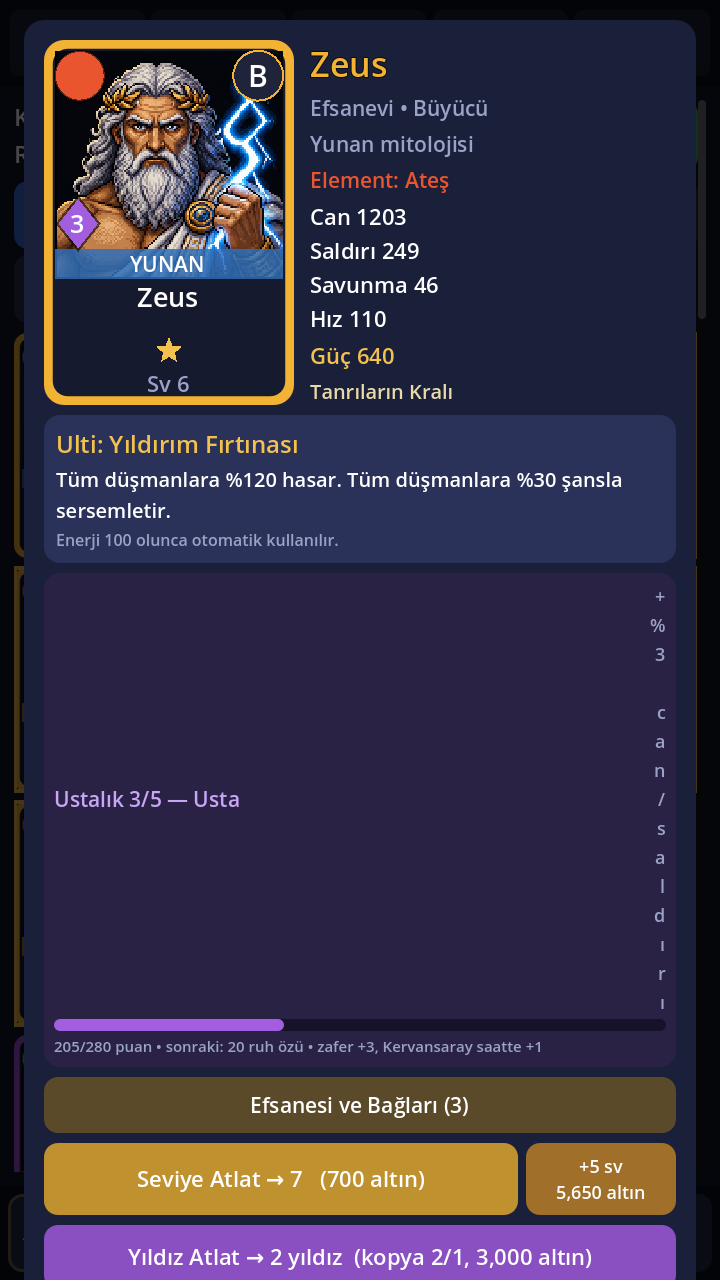 B
3
YUNAN
Zeus
Sv 6
Zeus
Efsanevi • Büyücü
Yunan mitolojisi
Element: Ateş
Can 1203
Saldırı 249
Savunma 46
Hız 110
Güç 640
Tanrıların Kralı
Ulti: Yıldırım Fırtınası
Tüm düşmanlara %120 hasar. Tüm düşmanlara %30 şansla
sersemletir.
Enerji 100 olunca otomatik kullanılır.
Ustalık 3/5 — Usta
+%3 can/saldırı
205/280 puan • sonraki: 20 ruh özü • zafer +3, Kervansaray saatte +1
Efsanesi ve Bağları (3)
Seviye Atlat → 7 (700 altın)
+5 sv
5,650 altın
Yıldız Atlat → 2 yıldız (kopya 2/1, 3,000 altın)